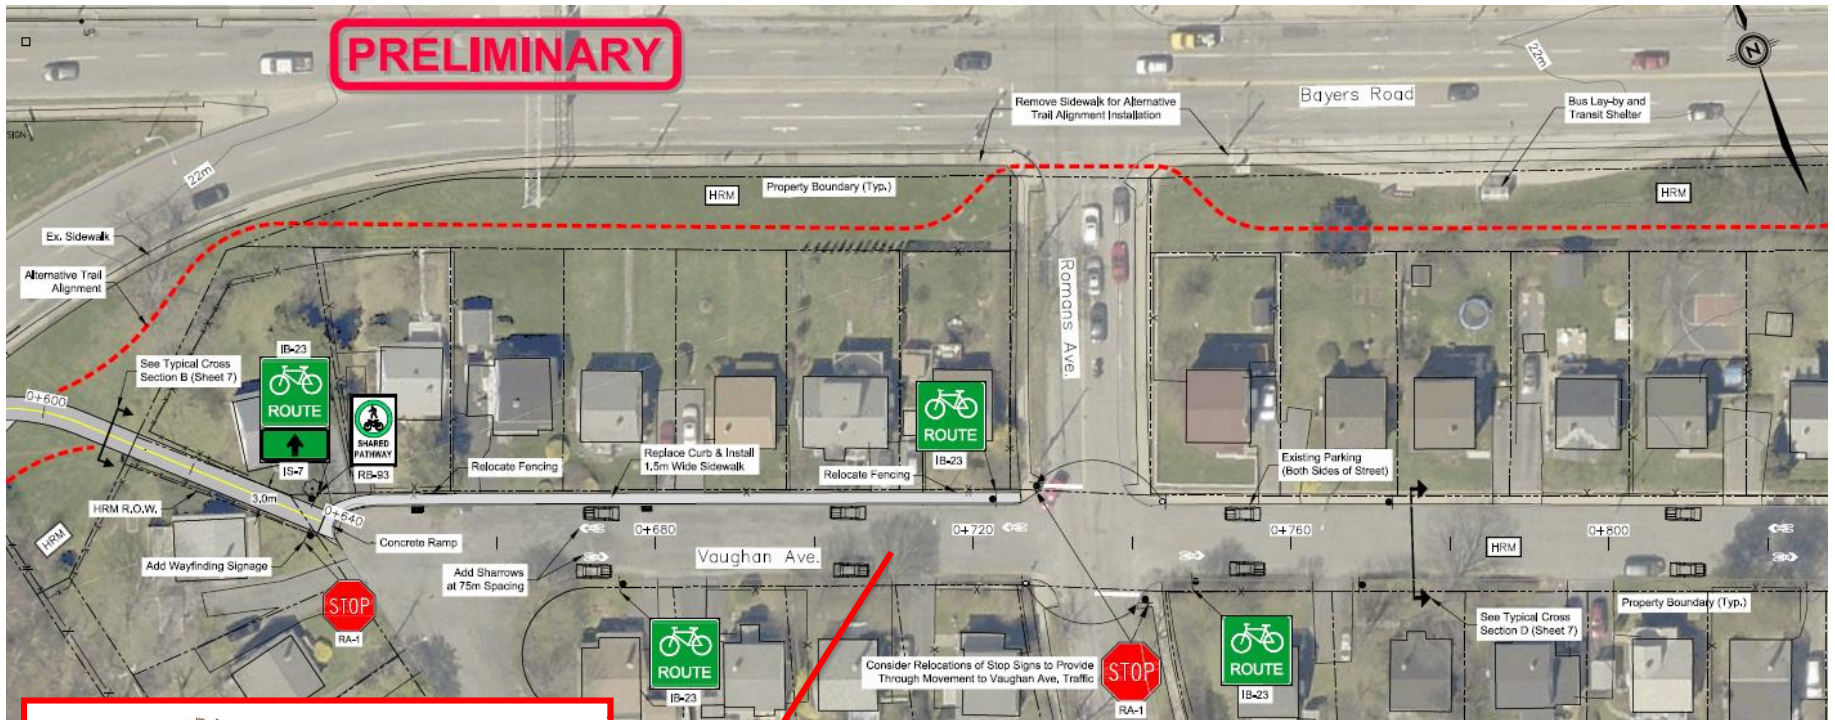 PRELIMINARY
SIGN
22m
22m
Bayers Road
Remove Sidewalk for Alternative
Trail Alignment Installation
Bus Lay-by and
Transit Shelter
N
HRM
Property Boundary (Typ.)
HRM
Ex. Sidewalk
Alternative Trail
Alignment
Romans Ave.
See Typical Cross
Section B (Sheet 7)
IB-23
ROUTE
IS-7
SHARED
PATHWAY
RB-93
ROUTE
IB-23
0+600
Relocate Fencing
Replace Curb & Install
1.5m Wide Sidewalk
Relocate Fencing
Existing Parking
(Both Sides of Street)
3.0m
HRM R.O.W.
0+640
0+680
0+720
0+760
0+800
HRM
Concrete Ramp
HRM
Vaughan Ave.
Add Wayfinding Signage
Add Sharrows
at 75m Spacing
STOP
RA-1
ROUTE
IB-23
Consider Relocations of Stop Signs to Provide
Through Movement to Vaughan Ave. Traffic
STOP
RA-1
ROUTE
IB-23
See Typical Cross
Section D (Sheet 7)
Property Boundary (Typ.)